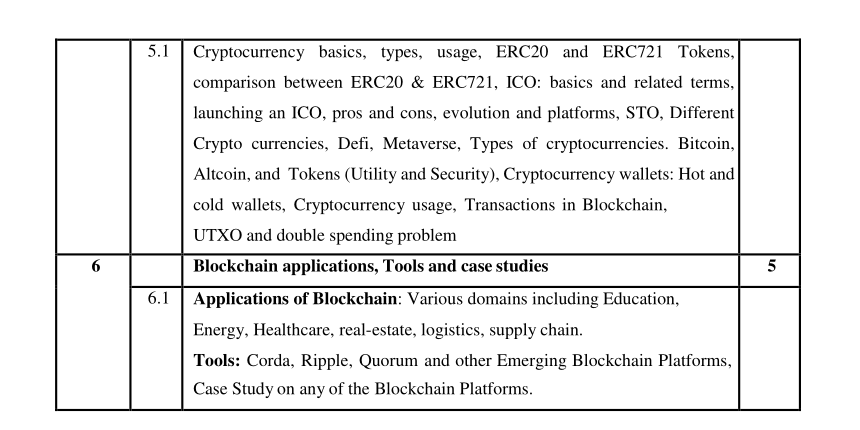 5.1 Cryptocurrency basics, types, usage, ERC20 and ERC721 Tokens,
comparison between ERC20 & ERC721, ICO: basics and related terms,
launching an ICO, pros and cons, evolution and platforms, STO, Different
Crypto currencies, Defi, Metaverse, Types of cryptocurrencies. Bitcoin,
Altcoin, and Tokens (Utility and Security), Cryptocurrency wallets: Hot and
cold wallets, Cryptocurrency usage, Transactions in Blockchain,
UTXO and double spending problem
6 Blockchain applications, Tools and case studies 5
6.1 Applications of Blockchain: Various domains including Education,
Energy, Healthcare, real-estate, logistics, supply chain.
Tools: Corda, Ripple, Quorum and other Emerging Blockchain Platforms,
Case Study on any of the Blockchain Platforms.